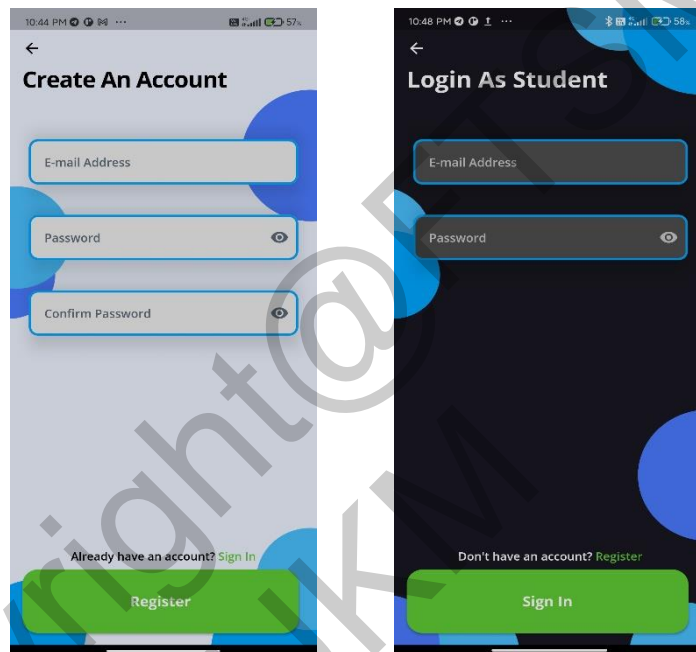 10:44 PM
57%
Create An Account
E-mail Address
Password
Confirm Password
Already have an account? Sign In
Register
10:48 PM
58%
Login As Student
E-mail Address
Password
Don't have an account? Register
Sign In